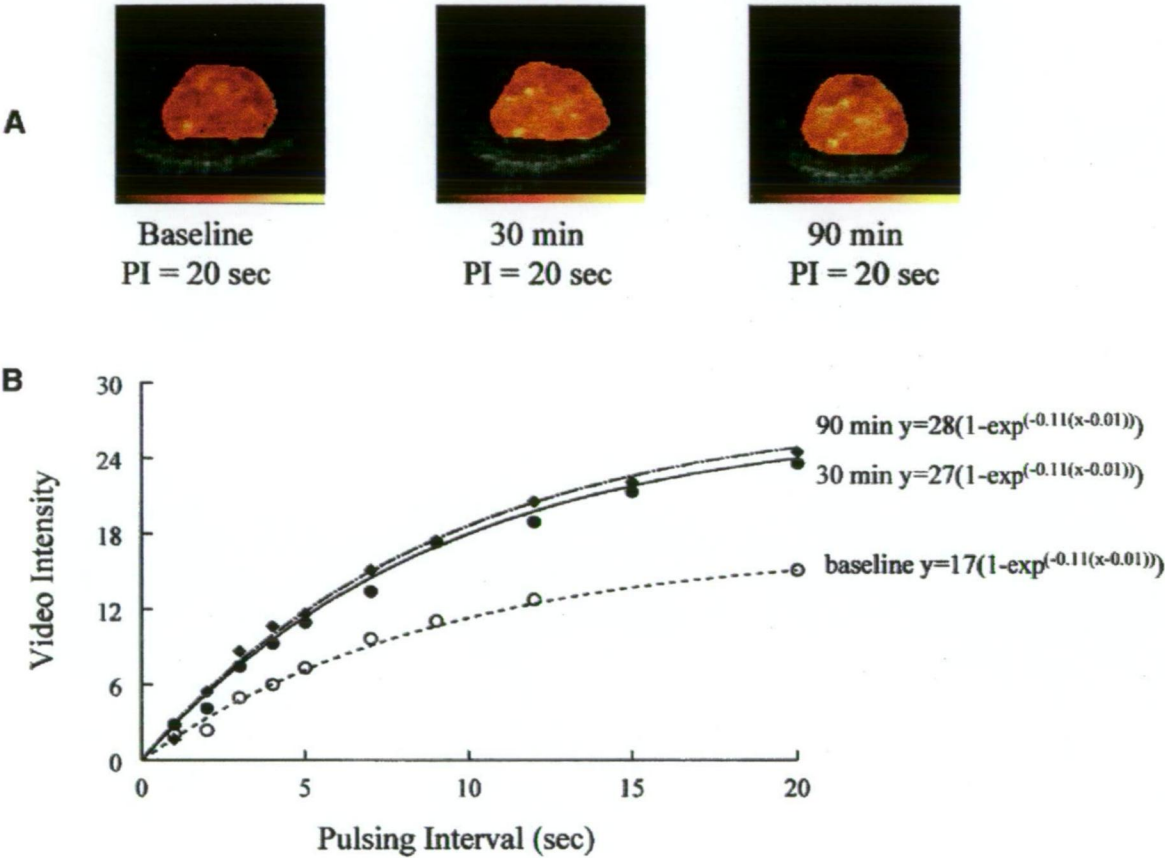 A
Baseline
PI = 20 sec
30 min
PI = 20 sec
90 min
PI = 20 sec
B
Video Intensity
30
24
18
12
6
0
0 5 10 15 20
Pulsing Interval (sec)
90 min y=28(1-exp(-0.11(x-0.01)))
30 min y=27(1-exp(-0.11(x-0.01)))
baseline y=17(1-exp(-0.11(x-0.01)))